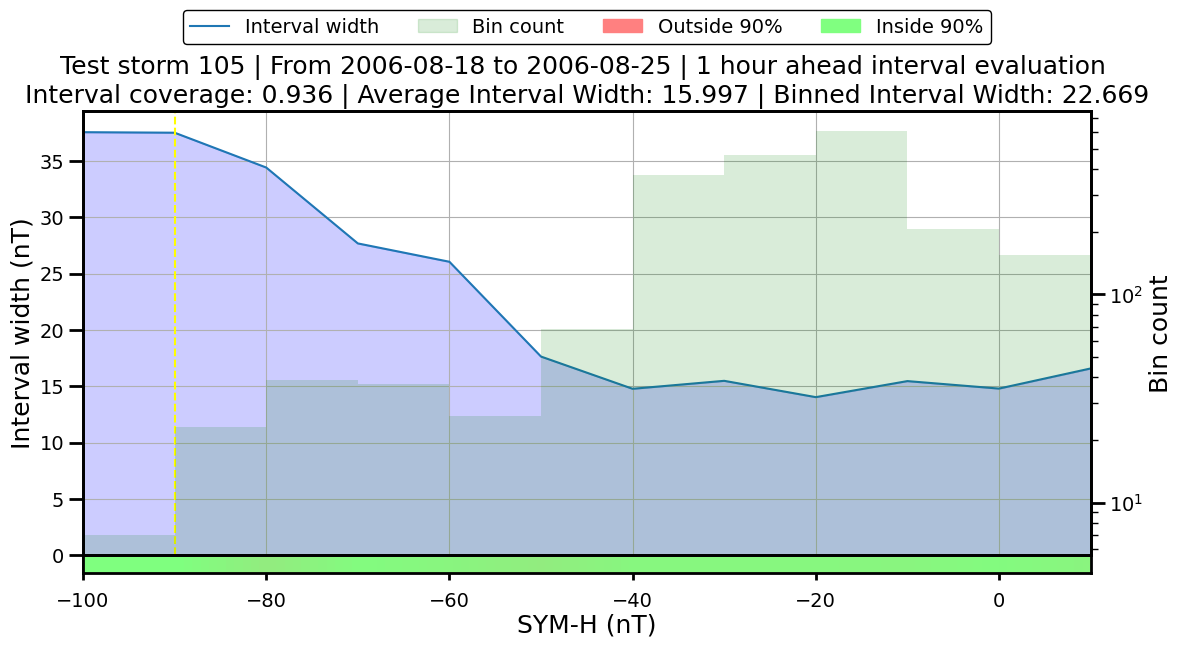 Interval width Bin count Outside 90% Inside 90%
Test storm 105 | From 2006-08-18 to 2006-08-25 | 1 hour ahead interval evaluation
Interval coverage: 0.936 | Average Interval Width: 15.997 | Binned Interval Width: 22.669
Interval width (nT)
35
30
25
20
15
10
5
0
10²
10¹
Bin count
−100 −80 −60 −40 −20 0
SYM-H (nT)